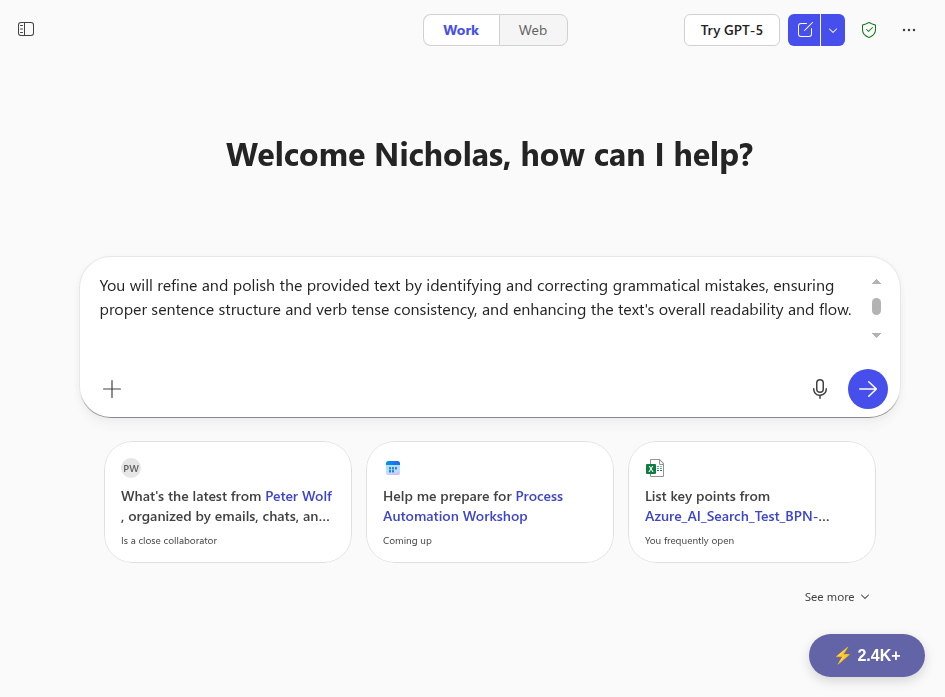 Work
Web
Try GPT-5
Welcome Nicholas, how can I help?
You will refine and polish the provided text by identifying and correcting grammatical mistakes, ensuring
proper sentence structure and verb tense consistency, and enhancing the text's overall readability and flow.
PW
What's the latest from Peter Wolf
, organized by emails, chats, an...
Is a close collaborator
Help me prepare for Process
Automation Workshop
Coming up
List key points from
Azure_AI_Search_Test_BPN-...
You frequently open
See more
⚡ 2.4K+